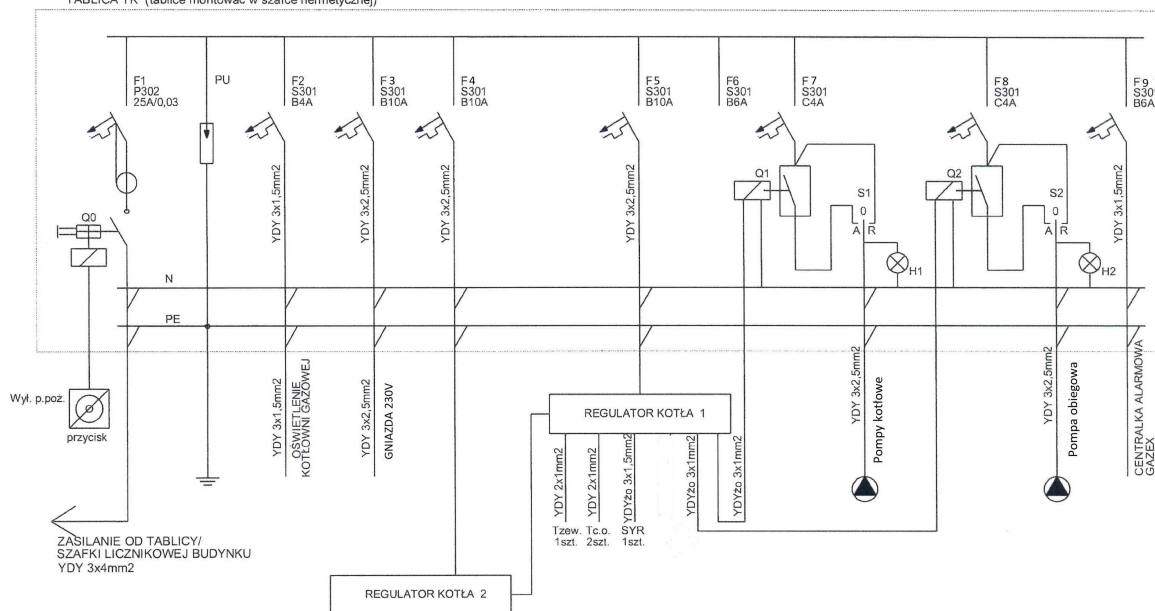 TABLICA TK (tablice montować w szafce hermetycznej)
F1
P302
25A/0,03
PU
F2
S301
B4A
F3
S301
B10A
F4
S301
B10A
F5
S301
B10A
F6
S301
B6A
F7
S301
C4A
F8
S301
C4A
F9
S301
B6A
YDY 3x1,5mm2
YDY 3x2,5mm2
YDY 3x2,5mm2
YDY 3x2,5mm2
YDY 3x1,5mm2
Q0
Q1
S1
0
A
R
H1
Q2
S2
0
A
R
H2
N
PE
Wył. p.poż.
przycisk
YDY 3x1,5mm2
OŚWIETLENIE
KOTŁOWNI GAZOWEJ
YDY 3x2,5mm2
GNIAZDA 230V
REGULATOR KOTŁA 1
YDY 3x2,5mm2
Pompy kotłowe
YDY 3x2,5mm2
Pompa obiegowa
CENTRALKA ALARMOWA
GAZEX
YDY 2x1mm2
YDY 2x1mm2
YDYżo 3x1,5mm2
YDYżo 3x1mm2
YDYżo 3x1mm2
Tzew.
1szt.
Tc.o.
2szt.
SYR
1szt.
ZASILANIE OD TABLICY/
SZAFKI LICZNIKOWEJ BUDYNKU
YDY 3x4mm2
REGULATOR KOTŁA 2